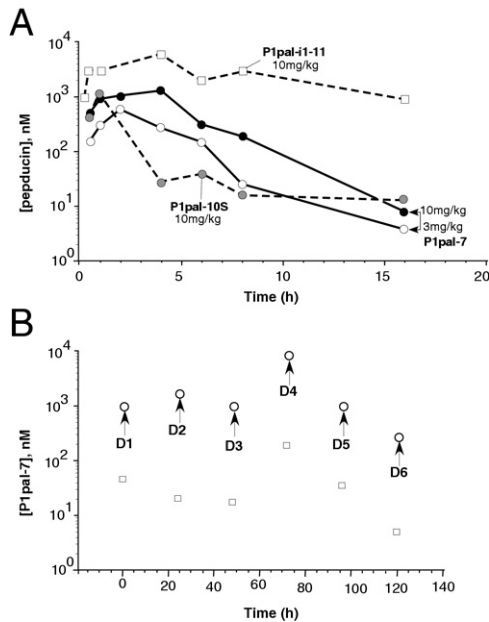 A
10⁴
10³
10²
10¹
10⁰
[pepducin], nM
P1pal-i1-11
10mg/kg
P1pal-10S
10mg/kg
10mg/kg
3mg/kg
P1pal-7
0 5 10 15 20
Time (h)
B
10⁴
10³
10²
10¹
10⁰
[P1pal-7], nM
D1 D2 D3 D4 D5 D6
0 20 40 60 80 100 120 140
Time (h)